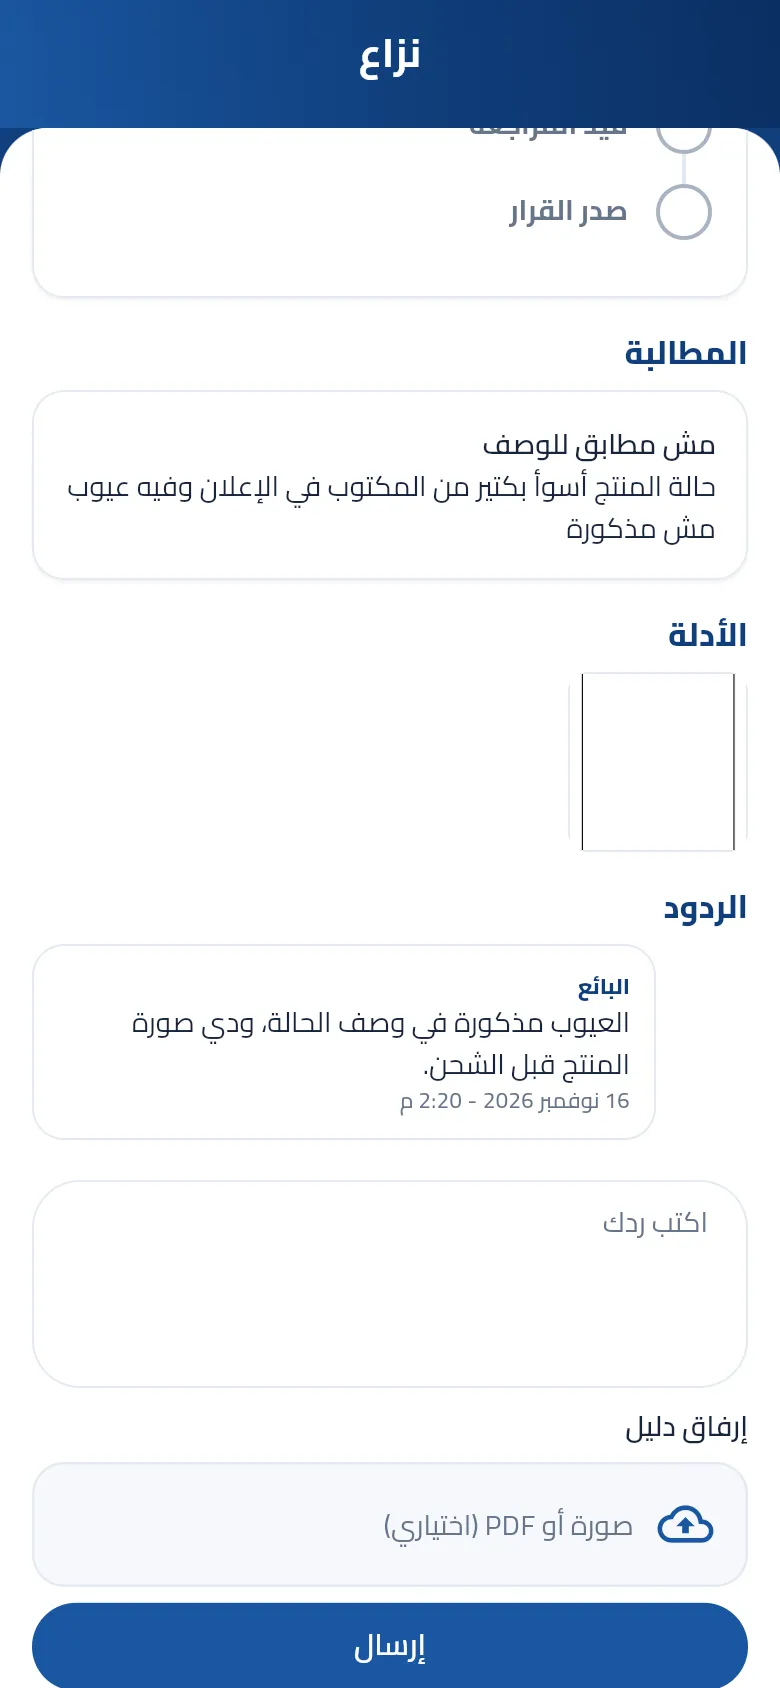 نزاع
قيد المراجعة
صدر القرار
المطالبة
مش مطابق للوصف
حالة المنتج أسوأ بكتير من المكتوب في الإعلان وفيه عيوب
مش مذكورة
الأدلة
الردود
البائع
العيوب مذكورة في وصف الحالة، ودي صورة
المنتج قبل الشحن.
16 نوفمبر 2026 - 2:20 م
اكتب ردك
إرفاق دليل
صورة أو PDF (اختياري)
إرسال